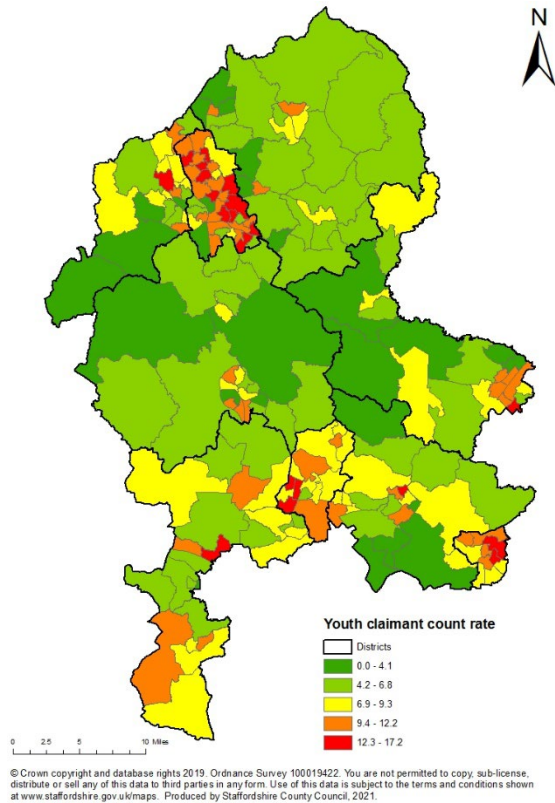 N
Youth claimant count rate
Districts
0.0 - 4.1
4.2 - 6.8
6.9 - 9.3
9.4 - 12.2
12.3 - 17.2
0 2.5 5 10 Miles
© Crown copyright and database rights 2019. Ordnance Survey 100019422. You are not permitted to copy, sub-license,
distribute or sell any of this data to third parties in any form. Use of this data is subject to the terms and conditions shown
at www.staffordshire.gov.uk/maps. Produced by Staffordshire County Council, 2021.